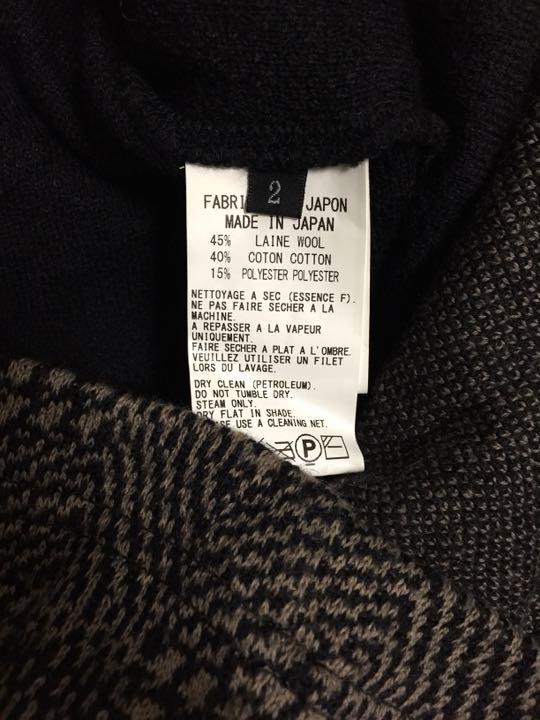 2
FABRI JAPON
MADE IN JAPAN
45% LAINE WOOL
40% COTON COTTON
15% POLYESTER POLYESTER
NETTOYAGE A SEC (ESSENCE F).
NE PAS FAIRE SECHER A LA
MACHINE.
A REPASSER A LA VAPEUR
UNIQUEMENT.
FAIRE SECHER A PLAT A L'OMBRE.
VEUILLEZ UTILISER UN FILET
LORS DU LAVAGE.
DRY CLEAN (PETROLEUM).
DO NOT TUMBLE DRY.
STEAM ONLY.
DRY FLAT IN SHADE.
USE A CLEANING NET.
P